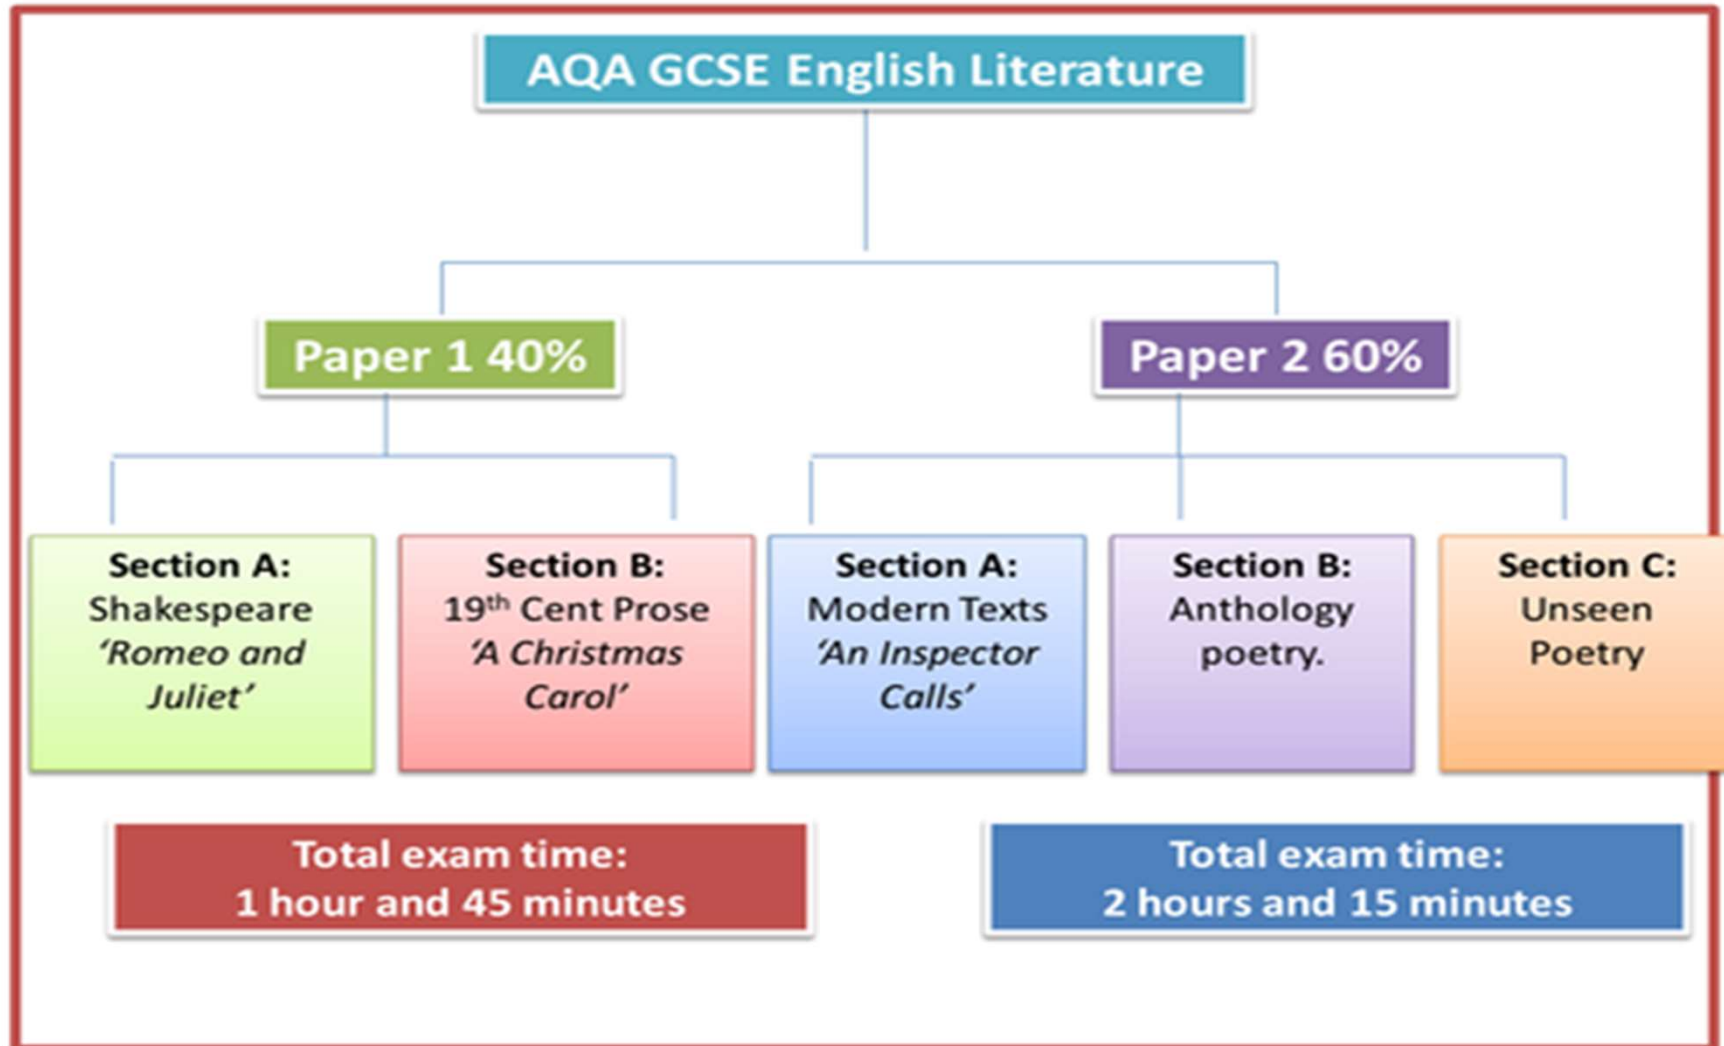 AQA GCSE English Literature
Paper 1 40%
Paper 2 60%
Section A:
Shakespeare
‘Romeo and
Juliet’
Section B:
19th Cent Prose
‘A Christmas
Carol’
Section A:
Modern Texts
‘An Inspector
Calls’
Section B:
Anthology
poetry.
Section C:
Unseen
Poetry
Total exam time:
1 hour and 45 minutes
Total exam time:
2 hours and 15 minutes